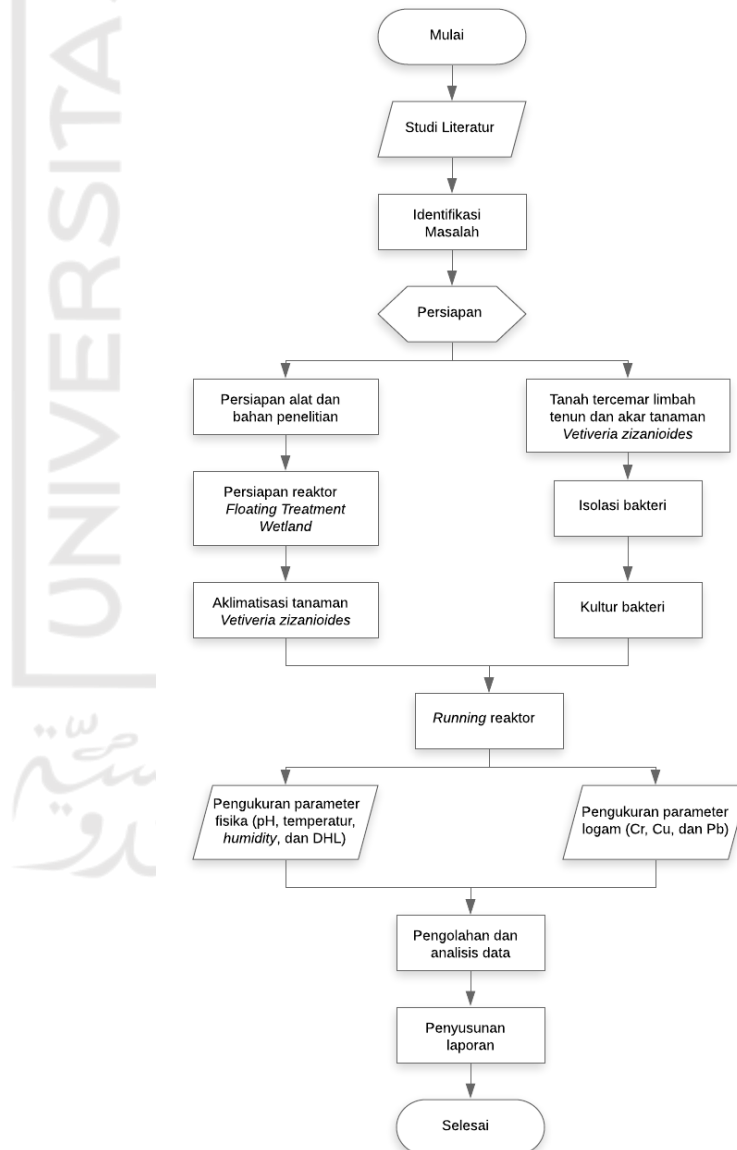 Mulai
Studi Literatur
Identifikasi
Masalah
Persiapan
Persiapan alat dan
bahan penelitian
Persiapan reaktor
Floating Treatment
Wetland
Aklimatisasi tanaman
Vetiveria zizanioides
Tanah tercemar limbah
tenun dan akar tanaman
Vetiveria zizanioides
Isolasi bakteri
Kultur bakteri
Running reaktor
Pengukuran parameter
fisika (pH, temperatur,
humidity, dan DHL)
Pengukuran parameter
logam (Cr, Cu, dan Pb)
Pengolahan dan
analisis data
Penyusunan
laporan
Selesai
UNIVERSITA